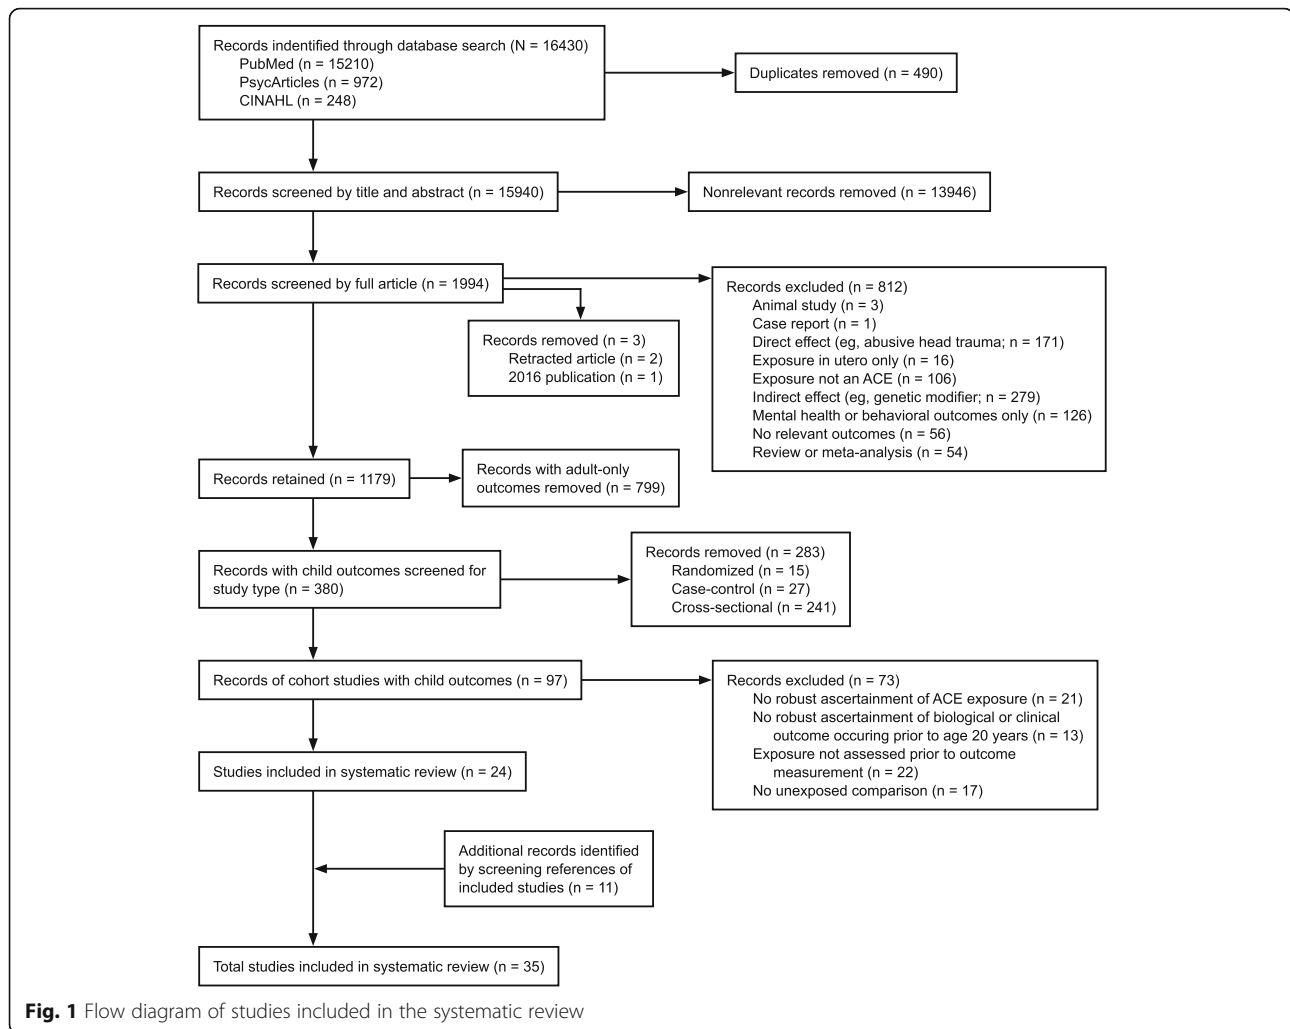 Records indentified through database search (N = 16430)
PubMed (n = 15210)
PsycArticles (n = 972)
CINAHL (n = 248)
Duplicates removed (n = 490)
Records screened by title and abstract (n = 15940)
Nonrelevant records removed (n = 13946)
Records screened by full article (n = 1994)
Records removed (n = 3)
Retracted article (n = 2)
2016 publication (n = 1)
Records excluded (n = 812)
Animal study (n = 3)
Case report (n = 1)
Direct effect (eg, abusive head trauma; n = 171)
Exposure in utero only (n = 16)
Exposure not an ACE (n = 106)
Indirect effect (eg, genetic modifier; n = 279)
Mental health or behavioral outcomes only (n = 126)
No relevant outcomes (n = 56)
Review or meta-analysis (n = 54)
Records retained (n = 1179)
Records with adult-only
outcomes removed (n = 799)
Records with child outcomes screened for
study type (n = 380)
Records removed (n = 283)
Randomized (n = 15)
Case-control (n = 27)
Cross-sectional (n = 241)
Records of cohort studies with child outcomes (n = 97)
Records excluded (n = 73)
No robust ascertainment of ACE exposure (n = 21)
No robust ascertainment of biological or clinical
outcome occuring prior to age 20 years (n = 13)
Exposure not assessed prior to outcome
measurement (n = 22)
No unexposed comparison (n = 17)
Studies included in systematic review (n = 24)
Additional records identified
by screening references of
included studies (n = 11)
Total studies included in systematic review (n = 35)
Fig. 1 Flow diagram of studies included in the systematic review